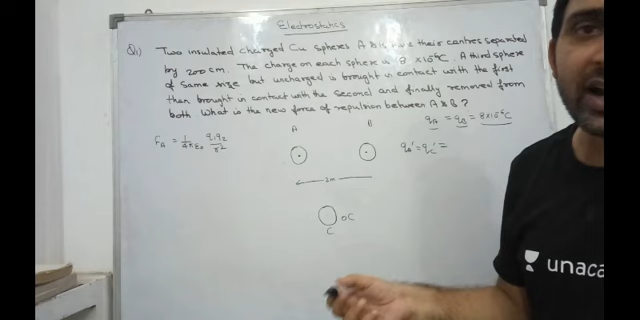 Electrostatics
Q1) Two insulated charged Cu spheres A & B have their centres separated
by 200 cm. The charge on each sphere is 8 × 10⁻⁶C. A third sphere
of same size but uncharged is brought in contact with the first
then brought in contact with the second and finally removed from
both What is the new force of repulsion between A & B?
qA = qB = 8×10⁻⁶C
A B
FA = 1/4πε₀ q₁q₂/r²
qA' = qC' =
2m
0C
C
unaca